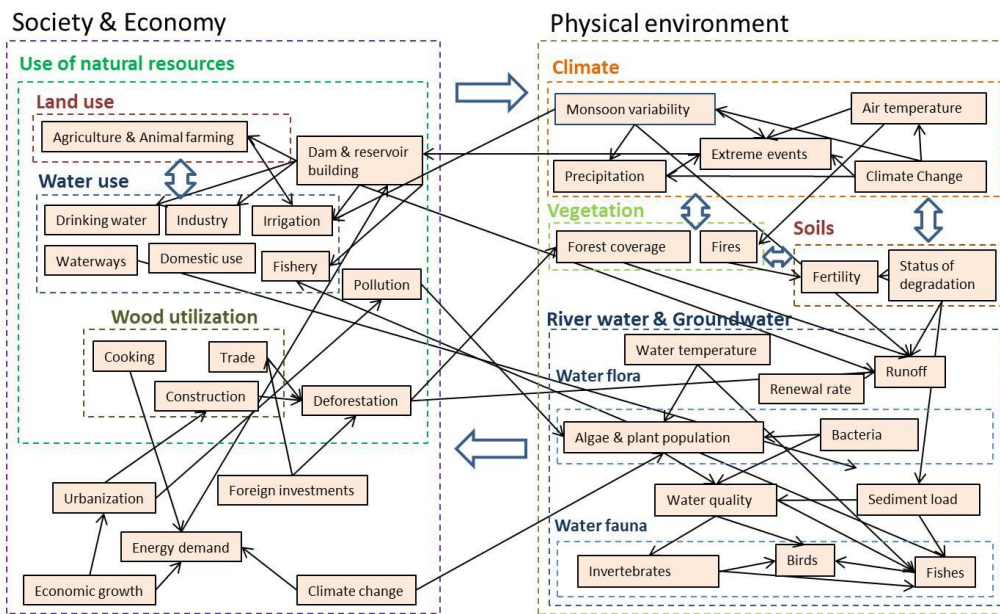 Society & Economy
Physical environment
Use of natural resources
Land use
Agriculture & Animal farming
Dam & reservoir
building
Water use
Drinking water
Industry
Irrigation
Waterways
Domestic use
Fishery
Pollution
Wood utilization
Cooking
Trade
Construction
Deforestation
Urbanization
Foreign investments
Energy demand
Economic growth
Climate change
Climate
Monsoon variability
Air temperature
Extreme events
Precipitation
Climate Change
Vegetation
Forest coverage
Fires
Soils
Fertility
Status of
degradation
River water & Groundwater
Water temperature
Runoff
Water flora
Renewal rate
Algae & plant population
Bacteria
Water quality
Sediment load
Water fauna
Invertebrates
Birds
Fishes